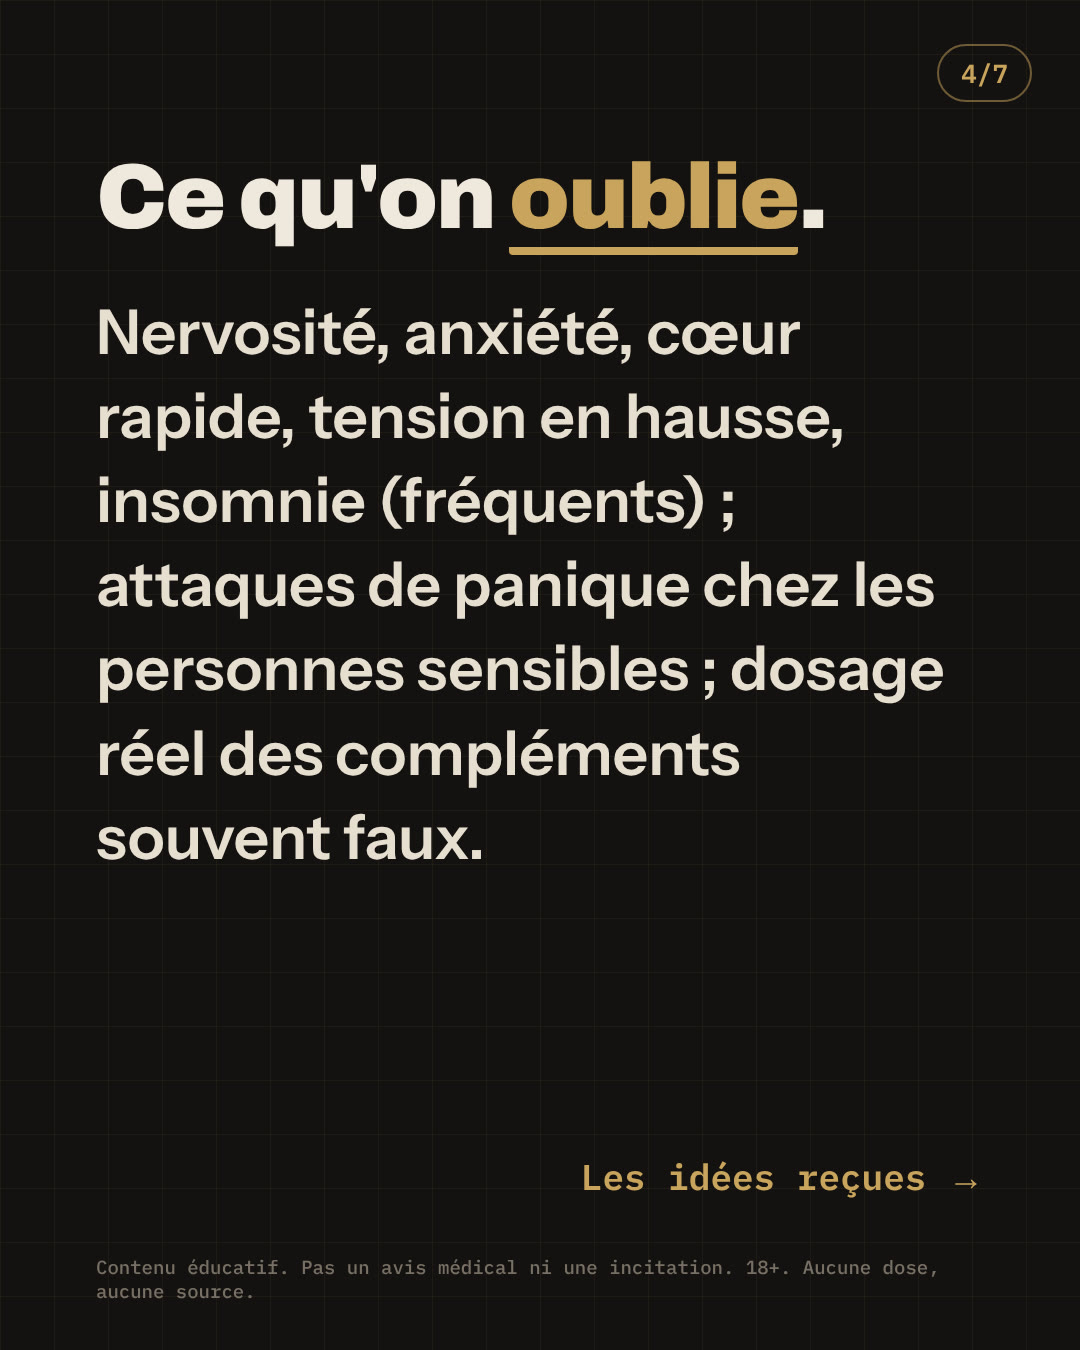 4/7
Ce qu'on oublie.
Nervosité, anxiété, cœur
rapide, tension en hausse,
insomnie (fréquents) ;
attaques de panique chez les
personnes sensibles ; dosage
réel des compléments
souvent faux.
Les idées reçues →
Contenu éducatif. Pas un avis médical ni une incitation. 18+. Aucune dose,
aucune source.